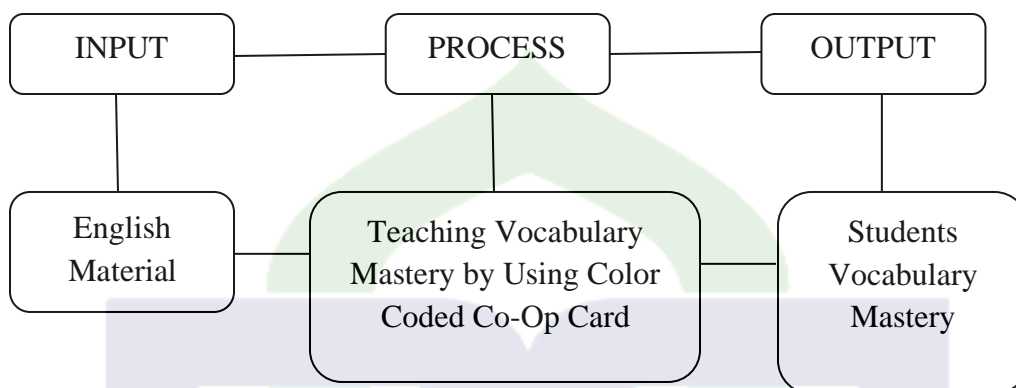 INPUT
PROCESS
OUTPUT
English
Material
Teaching Vocabulary
Mastery by Using Color
Coded Co-Op Card
Students
Vocabulary
Mastery